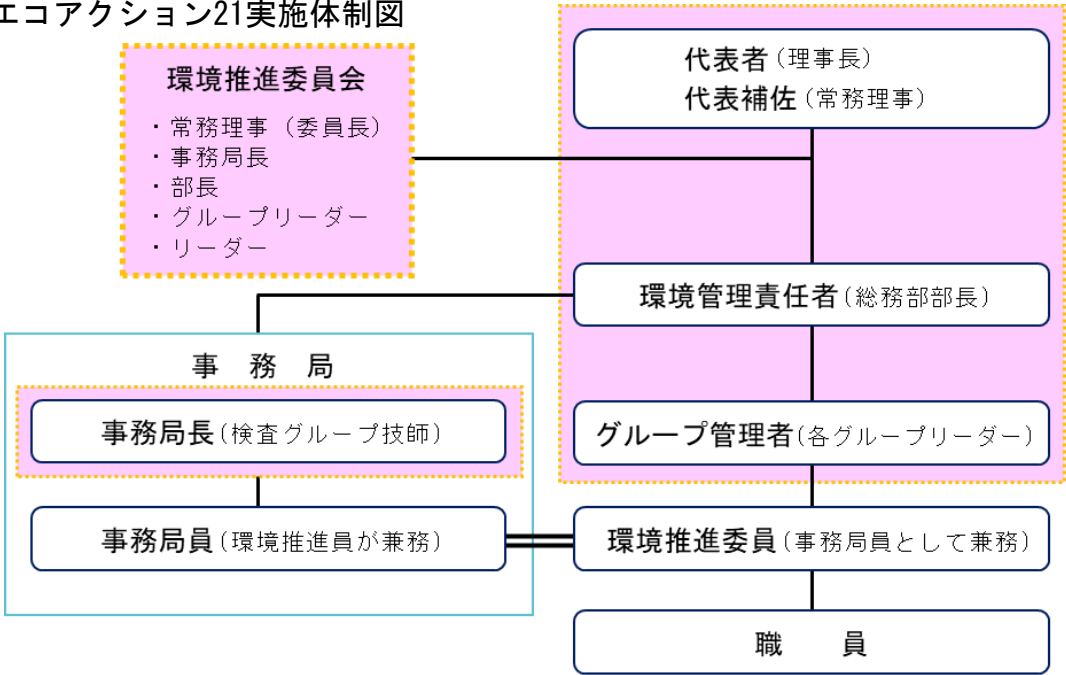 エコアクション21実施体制図
環境推進委員会
・常務理事（委員長）
・事務局長
・部長
・グループリーダー
・リーダー
代表者（理事長）
代表補佐（常務理事）
環境管理責任者（総務部部長）
事　務　局
事務局長（検査グループ技師）
グループ管理者（各グループリーダー）
事務局員（環境推進員が兼務）
環境推進委員（事務局員として兼務）
職　　員